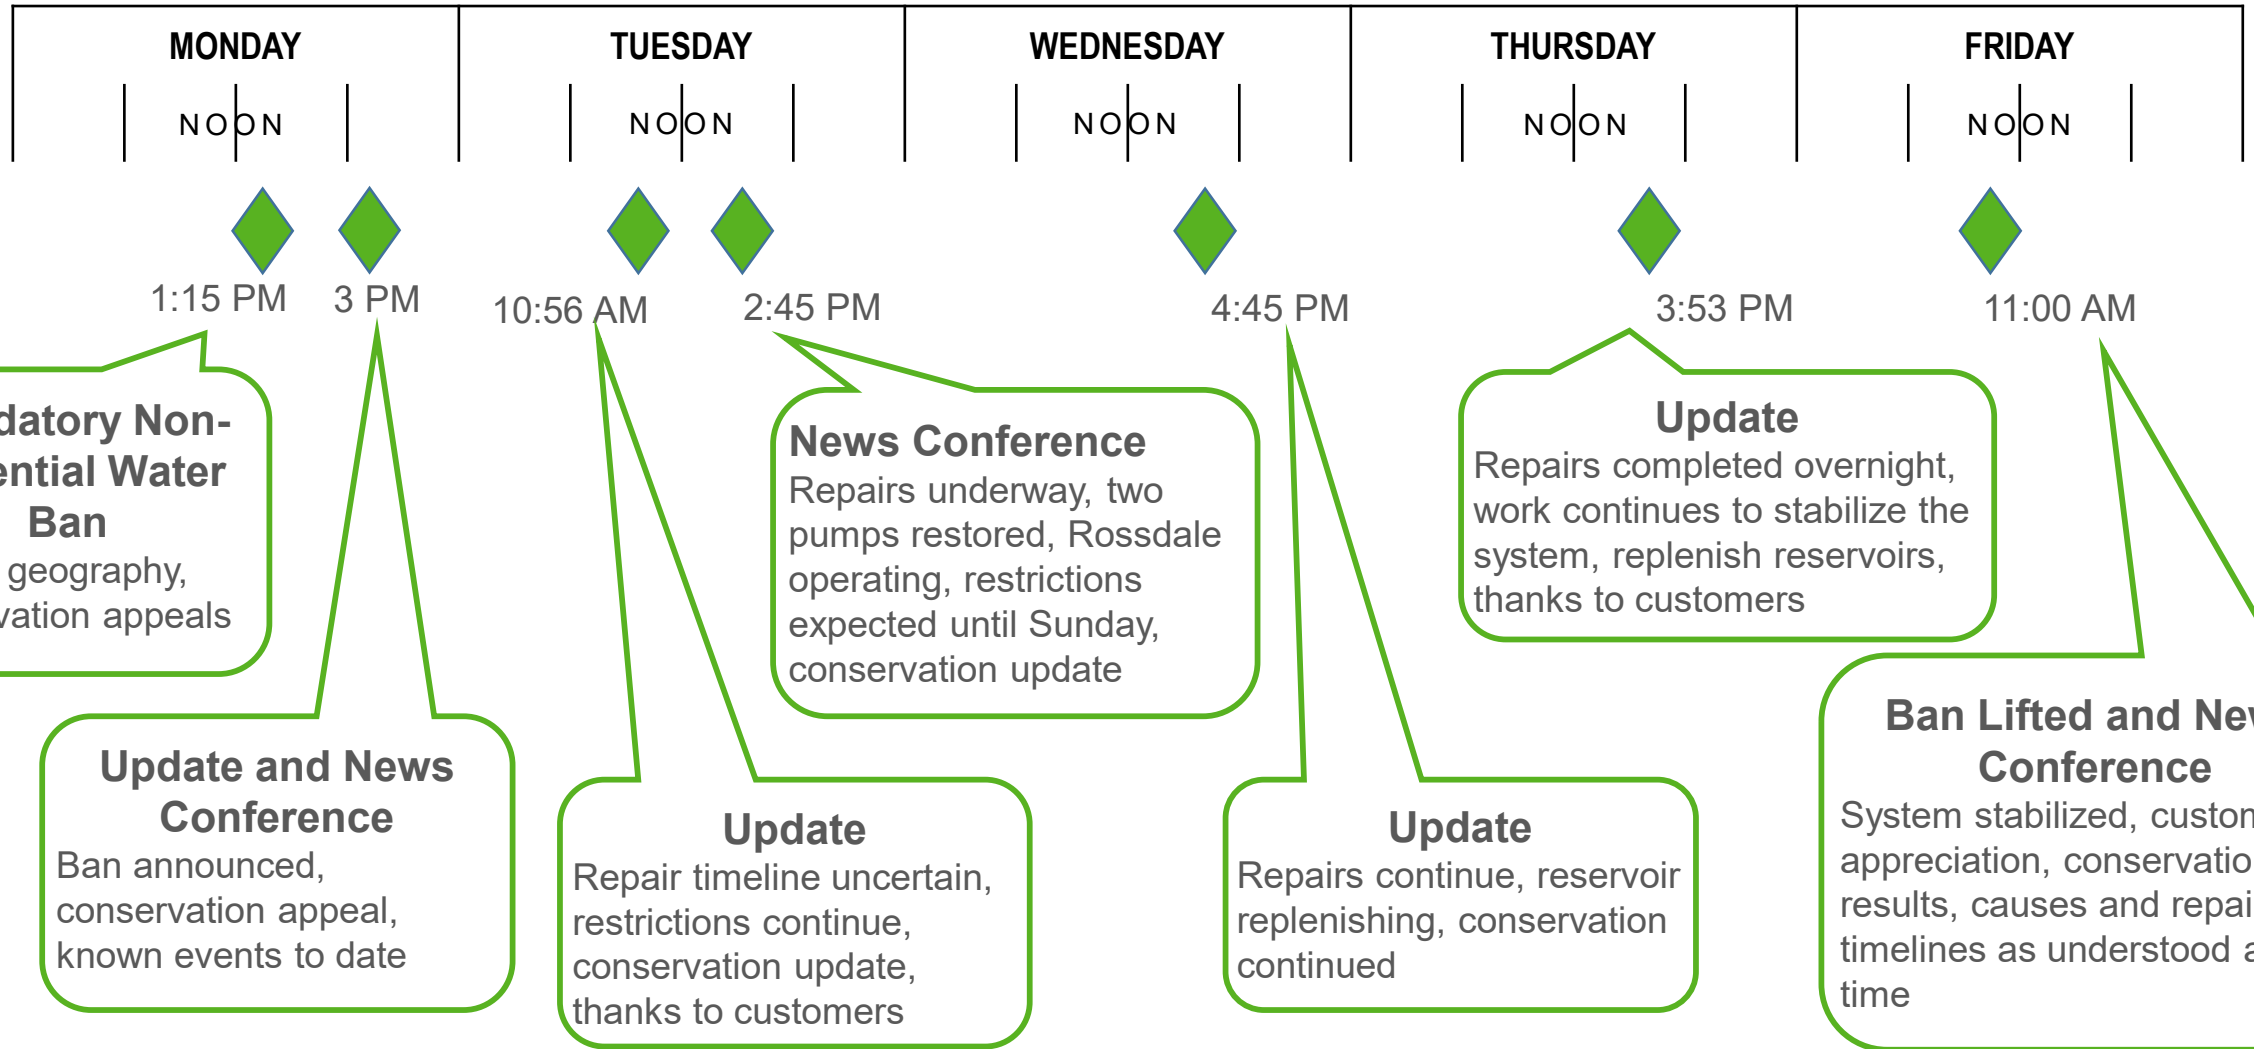 MONDAY
TUESDAY
WEDNESDAY
THURSDAY
FRIDAY
NOON
NOON
NOON
NOON
NOON
1:15 PM
3 PM
10:56 AM
2:45 PM
4:45 PM
3:53 PM
11:00 AM
datory Non-
ential Water
Ban
geography,
vation appeals
Update and News
Conference
Ban announced,
conservation appeal,
known events to date
Update
Repair timeline uncertain,
restrictions continue,
conservation update,
thanks to customers
News Conference
Repairs underway, two
pumps restored, Rossdale
operating, restrictions
expected until Sunday,
conservation update
Update
Repairs continue, reservoir
replenishing, conservation
continued
Update
Repairs completed overnight,
work continues to stabilize the
system, replenish reservoirs,
thanks to customers
Ban Lifted and New
Conference
System stabilized, custom
appreciation, conservatio
results, causes and repai
timelines as understood a
time